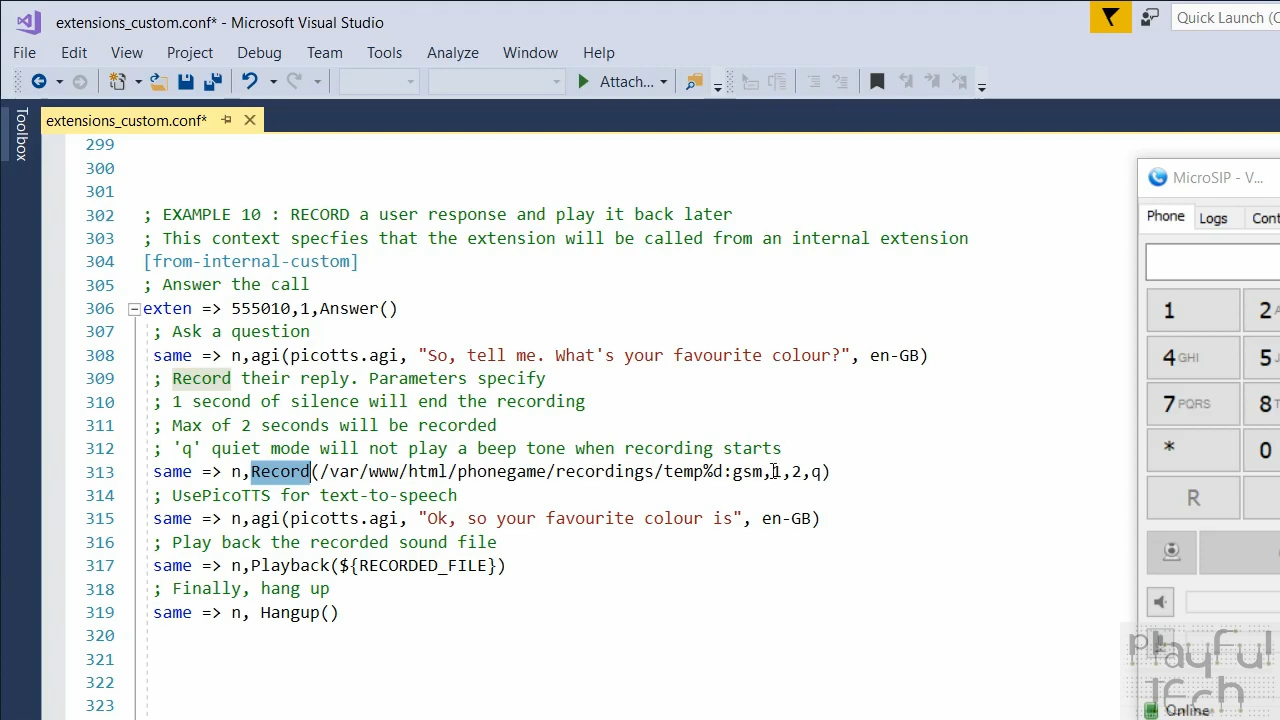 extensions_custom.conf* - Microsoft Visual Studio
Quick Launch (C
File Edit View Project Debug Team Tools Analyze Window Help
Attach...
Toolbox
extensions_custom.conf*
299
300
301
302 ; EXAMPLE 10 : RECORD a user response and play it back later
303 ; This context specfies that the extension will be called from an internal extension
304 [from-internal-custom]
305 ; Answer the call
306 exten => 555010,1,Answer()
307 ; Ask a question
308 same => n,agi(picotts.agi, "So, tell me. What's your favourite colour?", en-GB)
309 ; Record their reply. Parameters specify
310 ; 1 second of silence will end the recording
311 ; Max of 2 seconds will be recorded
312 ; 'q' quiet mode will not play a beep tone when recording starts
313 same => n,Record(/var/www/html/phonegame/recordings/temp%d:gsm,1,2,q)
314 ; UsePicoTTS for text-to-speech
315 same => n,agi(picotts.agi, "Ok, so your favourite colour is", en-GB)
316 ; Play back the recorded sound file
317 same => n,Playback(${RECORDED_FILE})
318 ; Finally, hang up
319 same => n, Hangup()
320
321
322
323
MicroSIP - V...
Phone Logs Cont
1 2
4 GHI 5
7 PQRS 8
* 0
R
playful
tech
Online